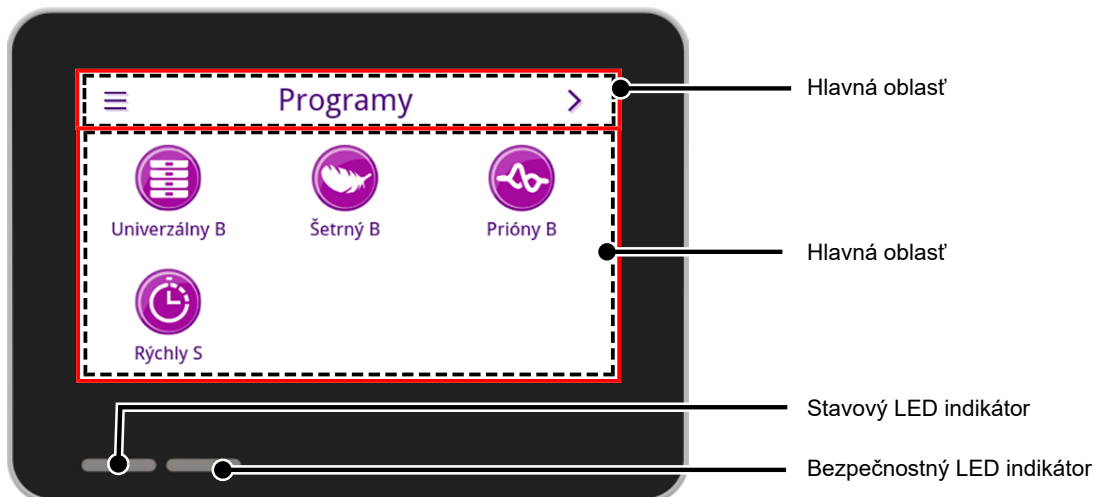 Programy
Hlavná oblasť
Univerzálny B
Šetrný B
Prióny B
Hlavná oblasť
Rýchly S
Stavový LED indikátor
Bezpečnostný LED indikátor